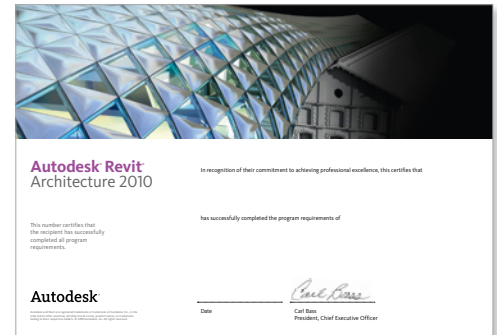 Autodesk® Revit®
Architecture 2010
In recognition of their commitment to achieving professional excellence, this certifies that
has successfully completed the program requirements of
This number certifies that
the recipient has successfully
completed all program
requirements.
Autodesk®
Carl Bass
Date
Carl Bass
President, Chief Executive Officer